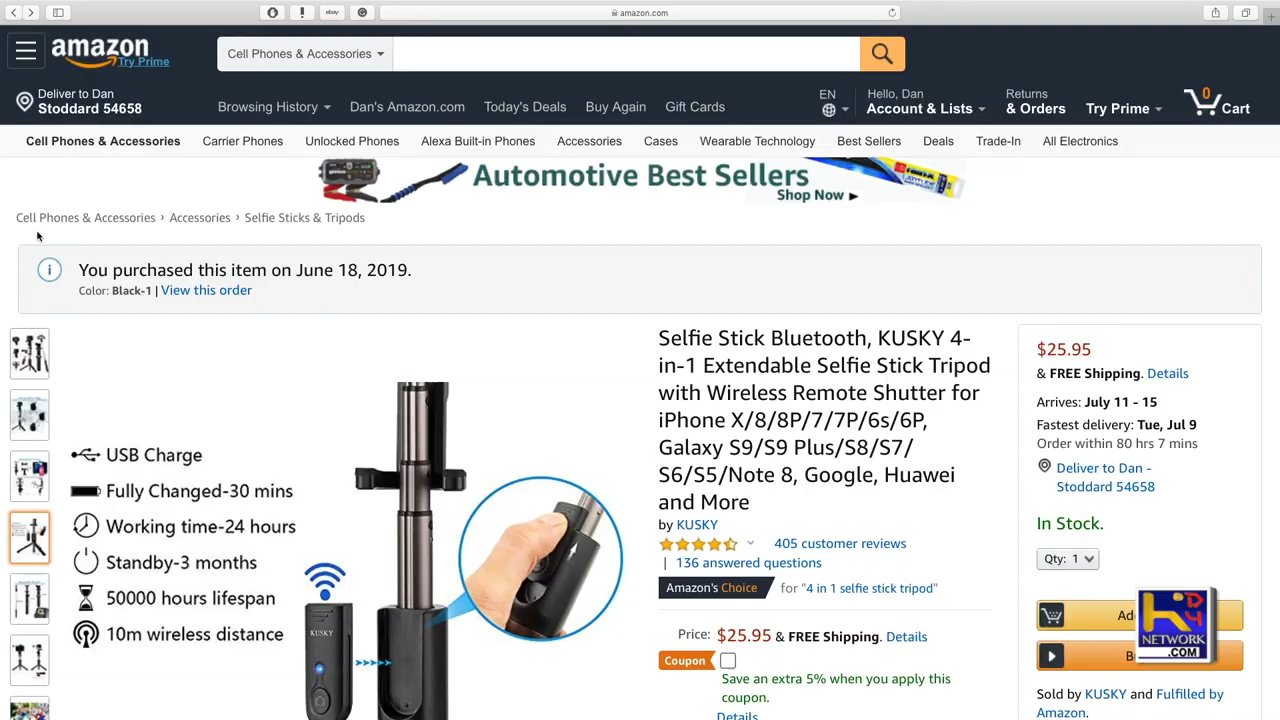 ebay
amazon.com
amazon
Try Prime
Cell Phones & Accessories
Deliver to Dan
Stoddard 54658
Browsing History
Dan's Amazon.com
Today's Deals
Buy Again
Gift Cards
EN
Hello, Dan
Account & Lists
Returns
& Orders
Try Prime
0
Cart
Cell Phones & Accessories
Carrier Phones
Unlocked Phones
Alexa Built-in Phones
Accessories
Cases
Wearable Technology
Best Sellers
Deals
Trade-In
All Electronics
Automotive Best Sellers
Shop Now
Cell Phones & Accessories › Accessories › Selfie Sticks & Tripods
You purchased this item on June 18, 2019.
Color: Black-1 | View this order
USB Charge
Fully Changed-30 mins
Working time-24 hours
Standby-3 months
50000 hours lifespan
10m wireless distance
KUSKY
Selfie Stick Bluetooth, KUSKY 4-
in-1 Extendable Selfie Stick Tripod
with Wireless Remote Shutter for
iPhone X/8/8P/7/7P/6s/6P,
Galaxy S9/S9 Plus/S8/S7/
S6/S5/Note 8, Google, Huawei
and More
by KUSKY
405 customer reviews
| 136 answered questions
Amazon's Choice for "4 in 1 selfie stick tripod"
Price: $25.95 & FREE Shipping. Details
Coupon
Save an extra 5% when you apply this
coupon.
Details
$25.95
& FREE Shipping. Details
Arrives: July 11 - 15
Fastest delivery: Tue, Jul 9
Order within 80 hrs 7 mins
Deliver to Dan -
Stoddard 54658
In Stock.
Qty: 1
NETWORK
.COM
Sold by KUSKY and Fulfilled by
Amazon.